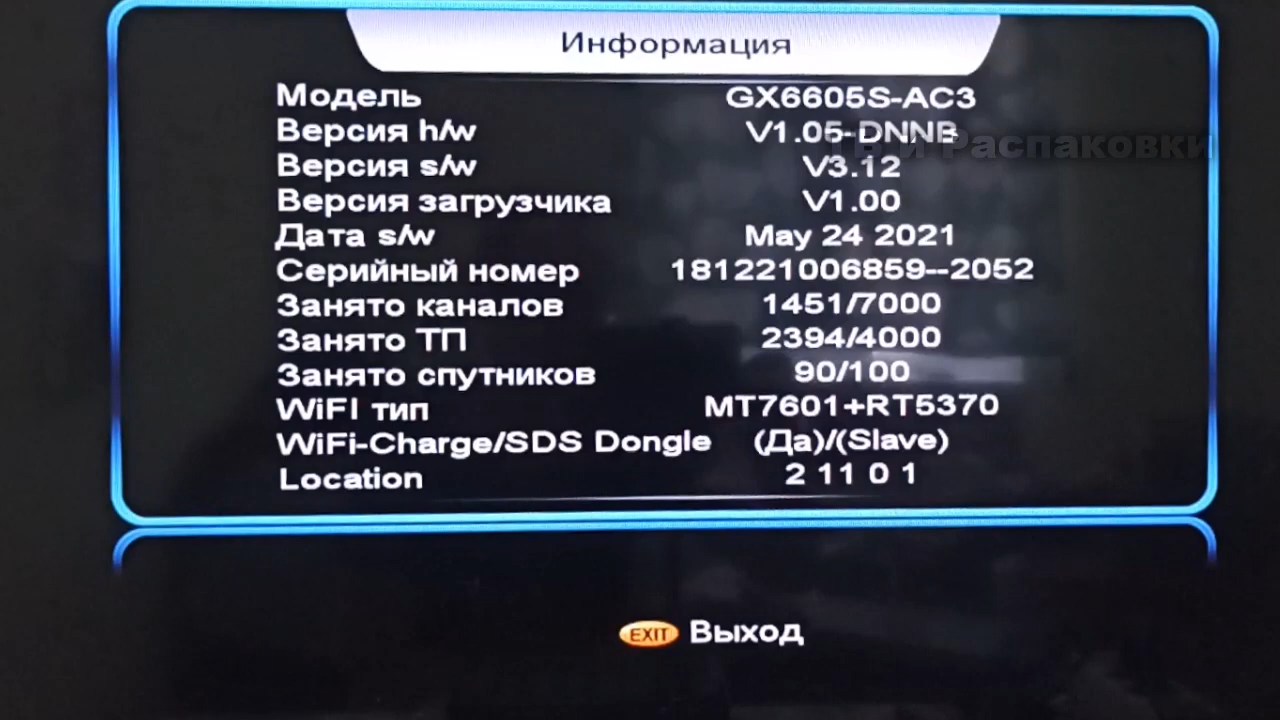 Информация
Модель GX6605S-AC3
Версия h/w V1.05-DNNB
ТВ и Распаковки
Версия s/w V3.12
Версия загрузчика V1.00
Дата s/w May 24 2021
Серийный номер 181221006859--2052
Занято каналов 1451/7000
Занято ТП 2394/4000
Занято спутников 90/100
WiFI тип MT7601+RT5370
WiFi-Charge/SDS Dongle (Да)/(Slave)
Location 2 11 0 1
EXIT Выход